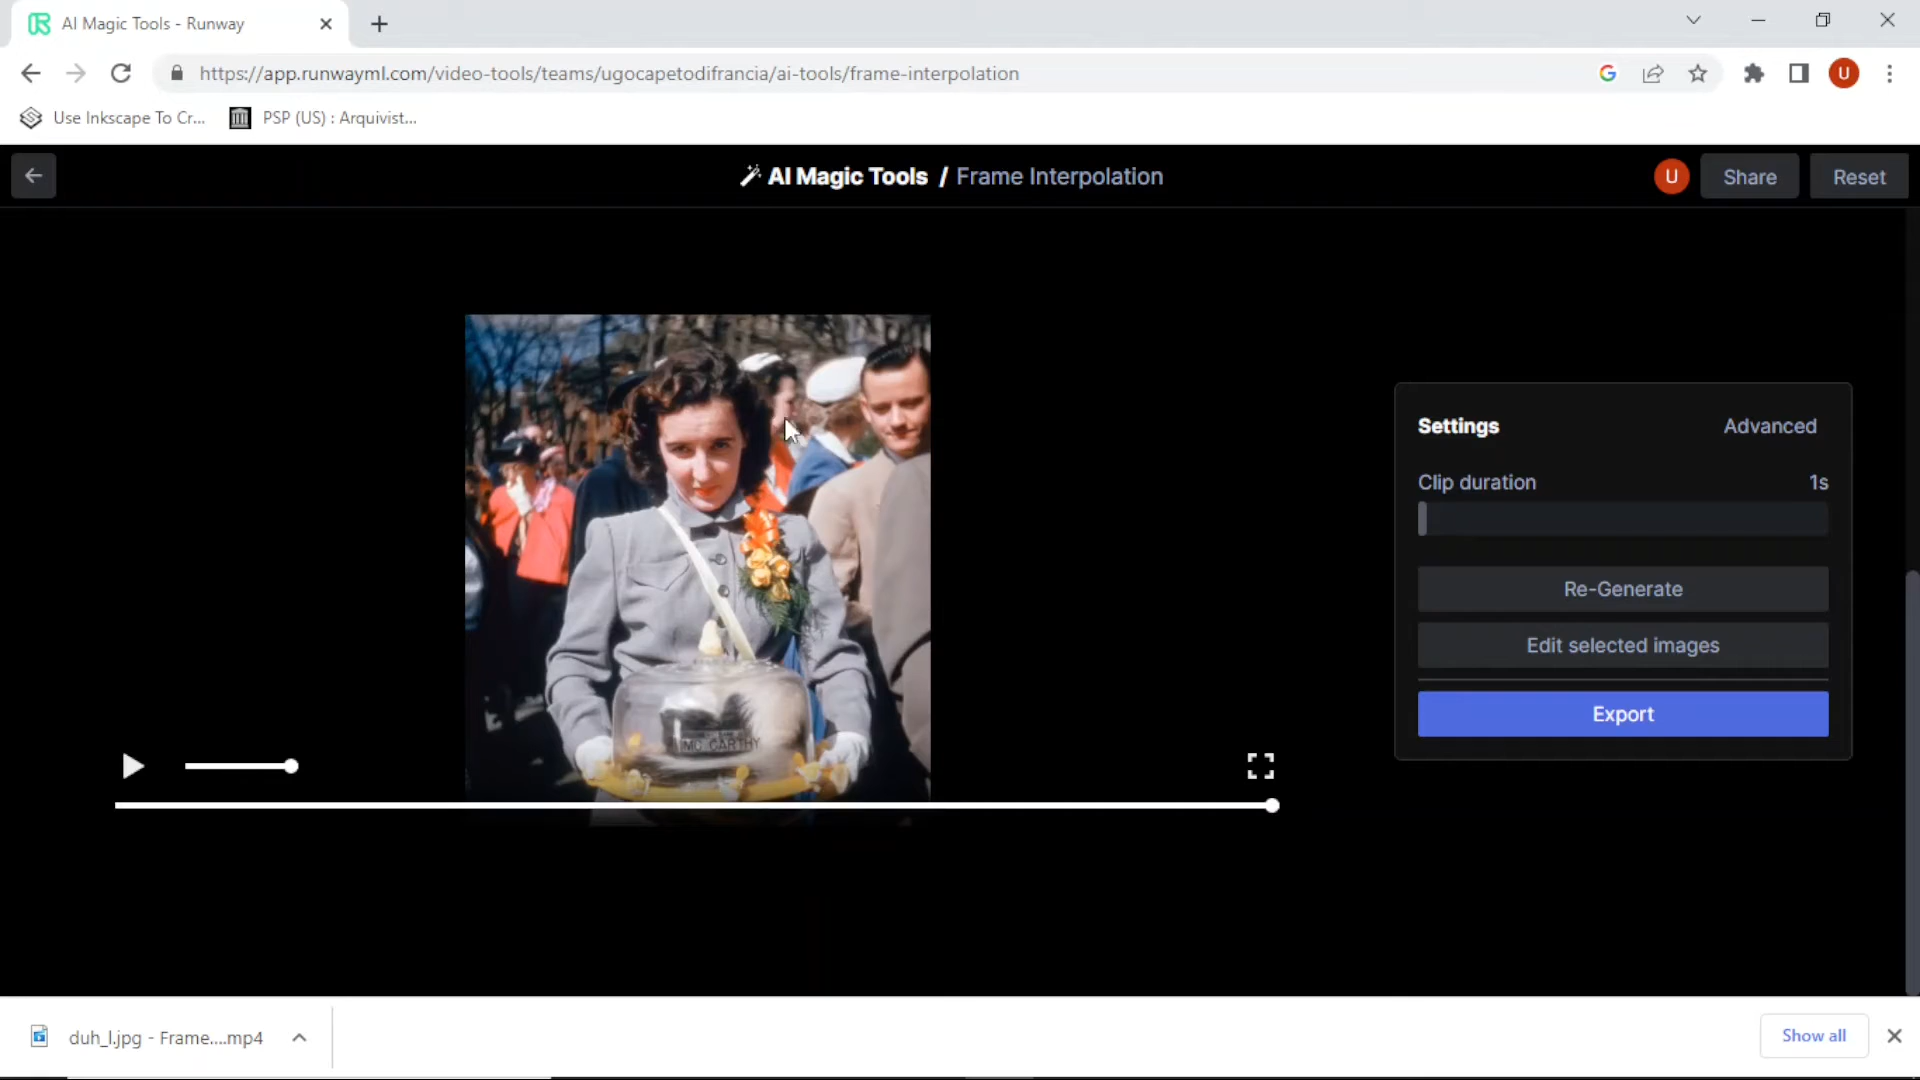 AI Magic Tools - Runway
https://app.runwayml.com/video-tools/teams/ugocapetodifrancia/ai-tools/frame-interpolation
U
Use Inkscape To Cr...
PSP (US) : Arquivist...
AI Magic Tools / Frame Interpolation
U
Share
Reset
Settings
Advanced
Clip duration
1s
Re-Generate
Edit selected images
Export
MC CARTHY
duh_l.jpg - Frame....mp4
Show all